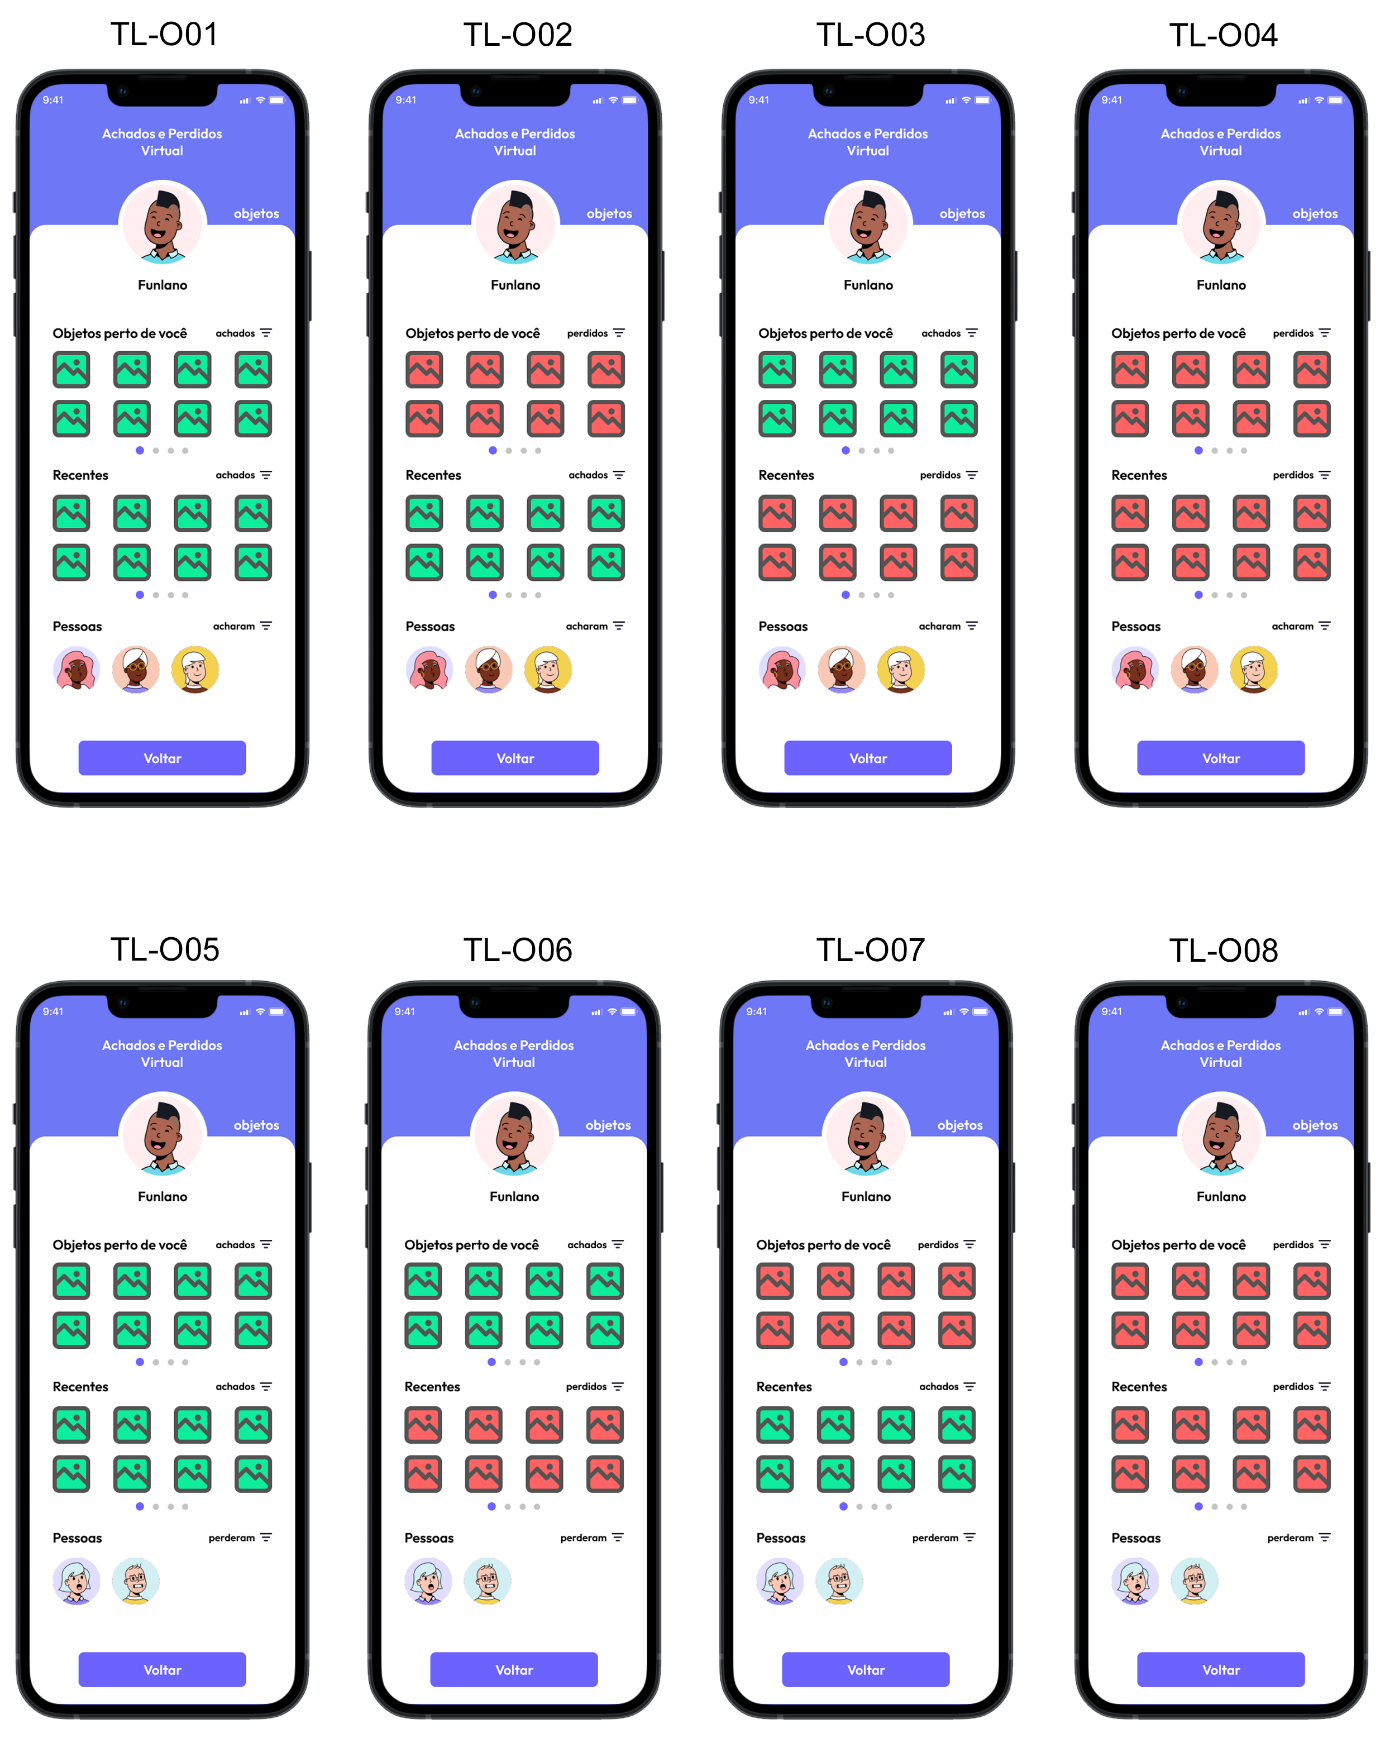 TL-O01
9:41
Achados e Perdidos
Virtual
objetos
Funlano
Objetos perto de você achados
Recentes achados
Pessoas acharam
Voltar
TL-O02
9:41
Achados e Perdidos
Virtual
objetos
Funlano
Objetos perto de você perdidos
Recentes achados
Pessoas acharam
Voltar
TL-O03
9:41
Achados e Perdidos
Virtual
objetos
Funlano
Objetos perto de você achados
Recentes perdidos
Pessoas acharam
Voltar
TL-O04
9:41
Achados e Perdidos
Virtual
objetos
Funlano
Objetos perto de você perdidos
Recentes perdidos
Pessoas acharam
Voltar
TL-O05
9:41
Achados e Perdidos
Virtual
objetos
Funlano
Objetos perto de você achados
Recentes achados
Pessoas perderam
Voltar
TL-O06
9:41
Achados e Perdidos
Virtual
objetos
Funlano
Objetos perto de você achados
Recentes perdidos
Pessoas perderam
Voltar
TL-O07
9:41
Achados e Perdidos
Virtual
objetos
Funlano
Objetos perto de você perdidos
Recentes achados
Pessoas perderam
Voltar
TL-O08
9:41
Achados e Perdidos
Virtual
objetos
Funlano
Objetos perto de você perdidos
Recentes perdidos
Pessoas perderam
Voltar